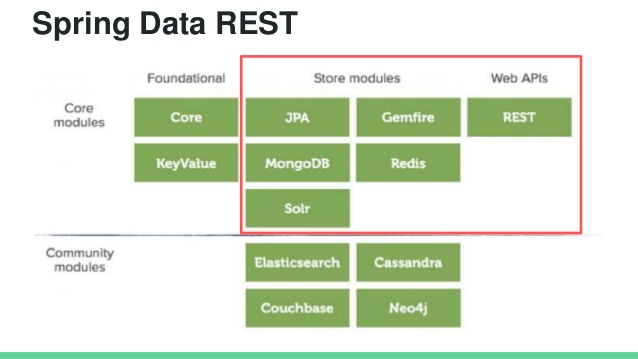 Spring Data REST
Foundational Store modules Web APIs
Core
modules
Core JPA Gemfire REST
KeyValue MongoDB Redis
Solr
Community
modules
Elasticsearch Cassandra
Couchbase Neo4j